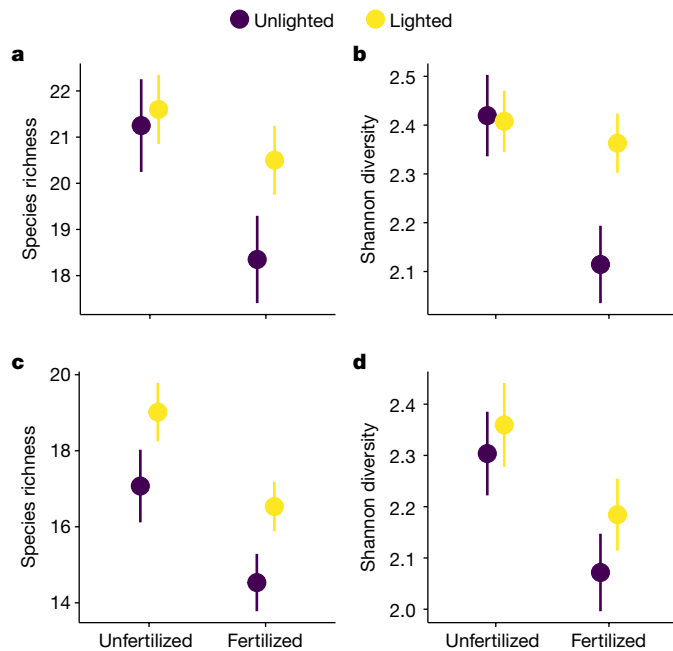 Unlighted Lighted
a
Species richness
22
21
20
19
18
b
Shannon diversity
2.5
2.4
2.3
2.2
2.1
c
Species richness
20
18
16
14
Unfertilized Fertilized
d
Shannon diversity
2.4
2.3
2.2
2.1
2.0
Unfertilized Fertilized